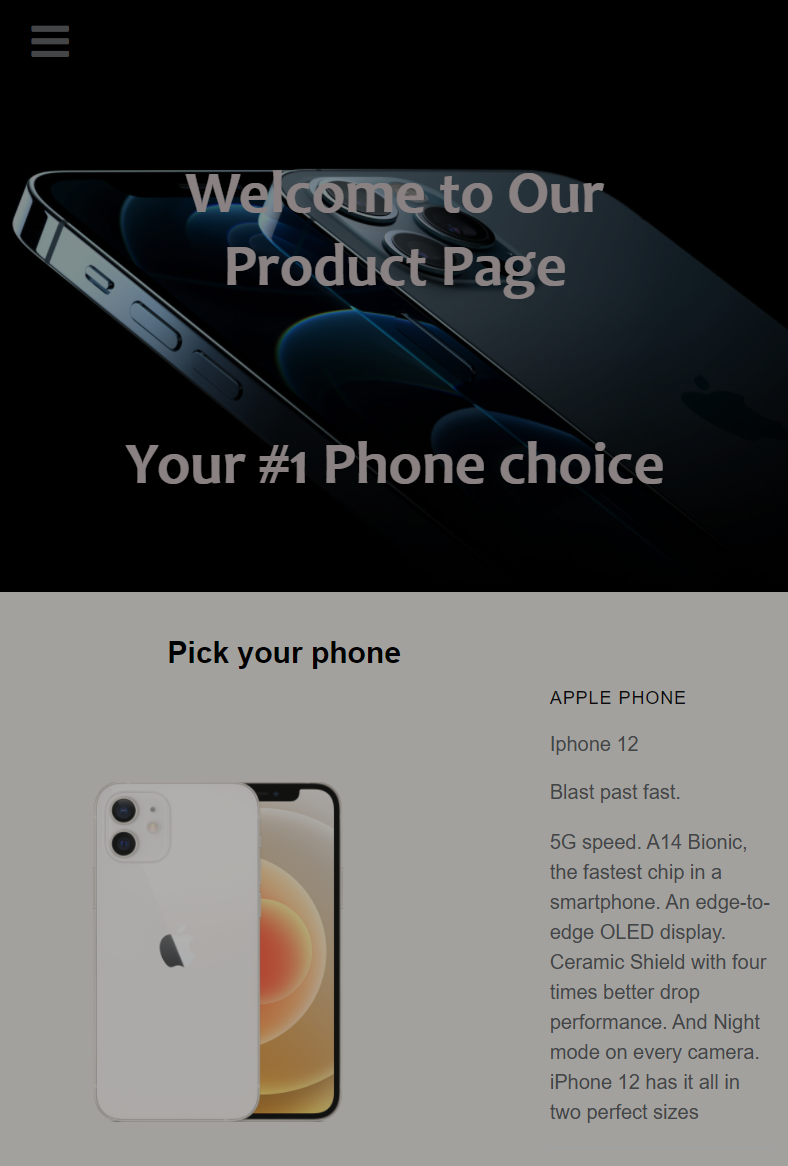 Welcome to Our
Product Page
Your #1 Phone choice
Pick your phone
APPLE PHONE
Iphone 12
Blast past fast.
5G speed. A14 Bionic,
the fastest chip in a
smartphone. An edge-to-
edge OLED display.
Ceramic Shield with four
times better drop
performance. And Night
mode on every camera.
iPhone 12 has it all in
two perfect sizes